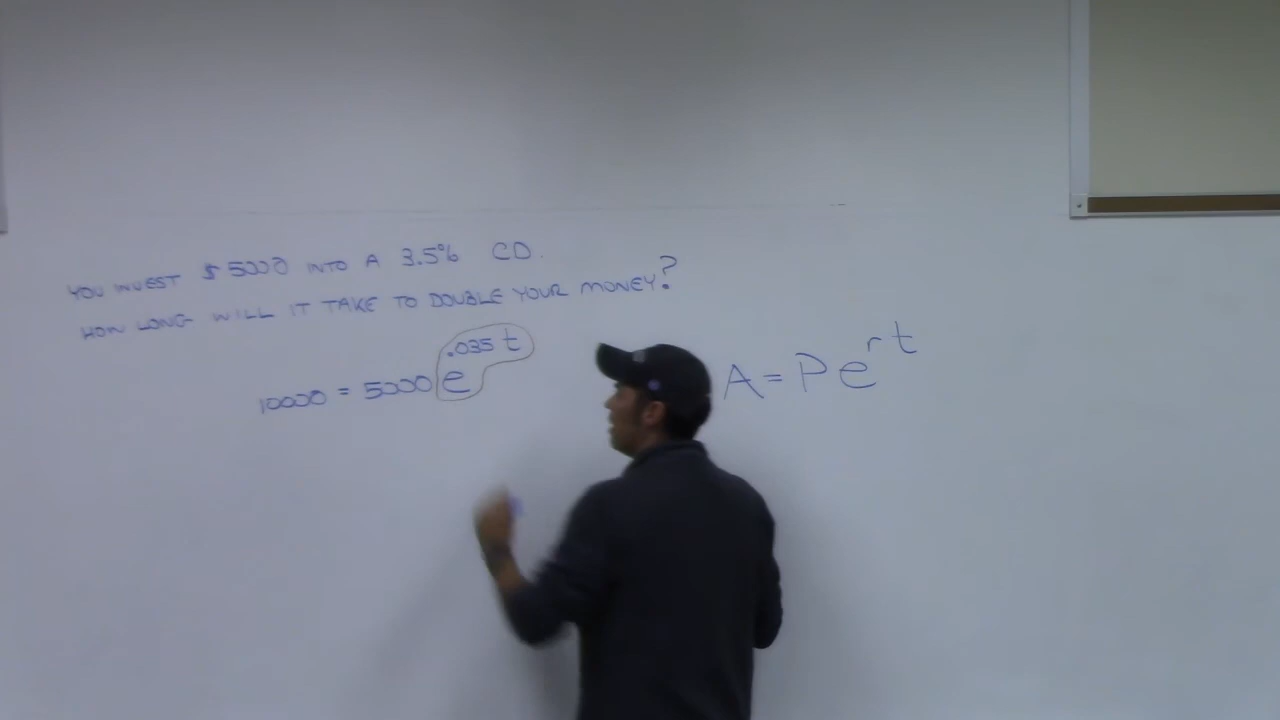 YOU INVEST $5000 INTO A 3.5% CD.
HOW LONG WILL IT TAKE TO DOUBLE YOUR MONEY?
10000 = 5000 e^.035t
A = Pe^rt